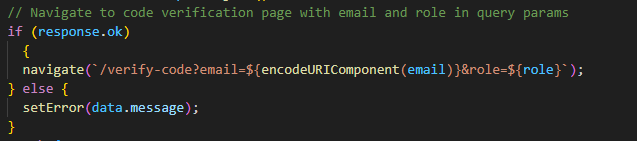 // Navigate to code verification page with email and role in query params
if (response.ok)
{
navigate(`/verify-code?email=${encodeURIComponent(email)}&role=${role}`);
} else {
setError(data.message);
}